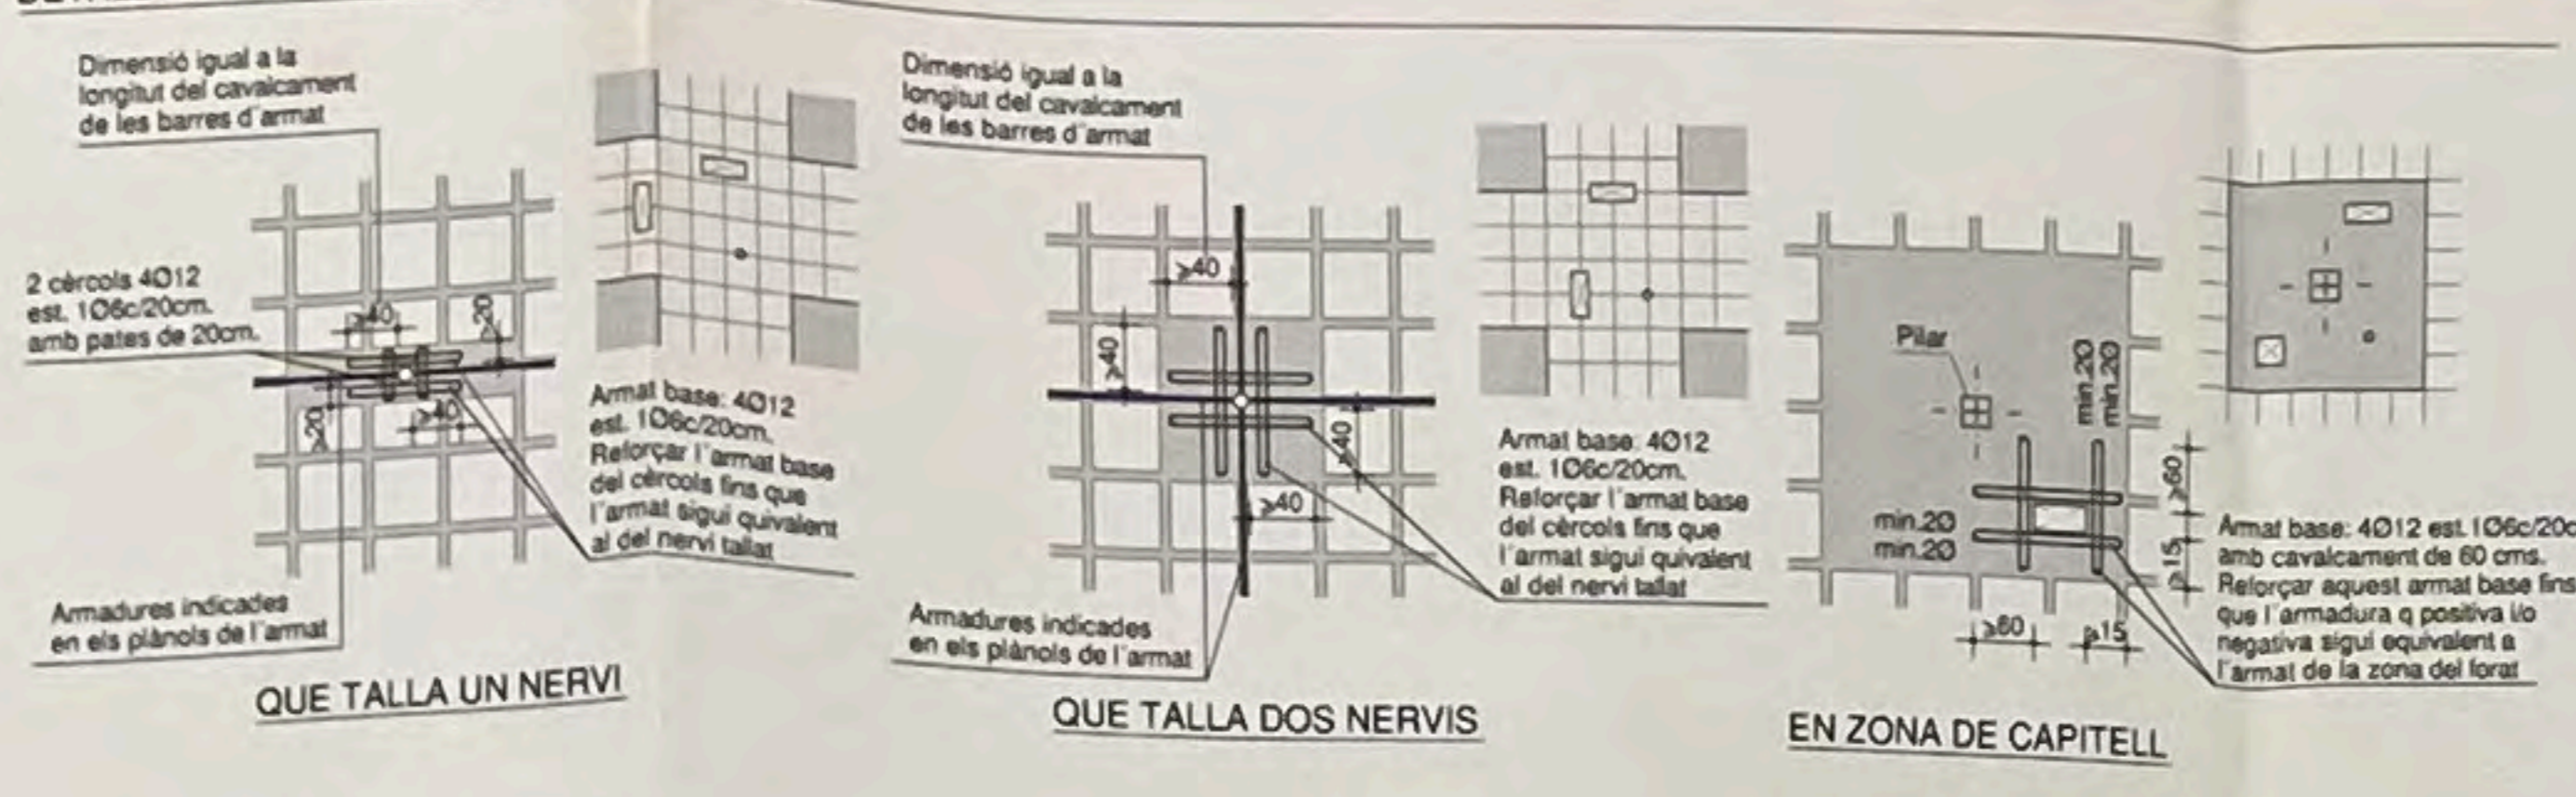 Dimensió igual a la
longitut del cavalcament
de les barres d'armat
2 cèrcols 4Ø12
est. 1Ø6c/20cm.
amb pates de 20cm.
≥40
≥20
≥20
≥40
Armadures indicades
en els plànols de l'armat
Armat base: 4Ø12
est. 1Ø6c/20cm.
Reforçar l'armat base
del cèrcols fins que
l'armat sigui quivalent
al del nervi tallat
QUE TALLA UN NERVI
Dimensió igual a la
longitut del cavalcament
de les barres d'armat
≥40
≥40
≥40
≥40
Armadures indicades
en els plànols de l'armat
Armat base: 4Ø12
est. 1Ø6c/20cm.
Reforçar l'armat base
del cèrcols fins que
l'armat sigui quivalent
al del nervi tallat
QUE TALLA DOS NERVIS
Pilar
min.20
min.20
min.20
min.20
≥60
≥15
≥60
≥15
Armat base: 4Ø12 est.1Ø6c/20c
amb cavalcament de 60 cms.
Reforçar aquest armat base fins
que l'armadura q positiva i/o
negativa sigui equivalent a
l'armat de la zona del forat
EN ZONA DE CAPITELL